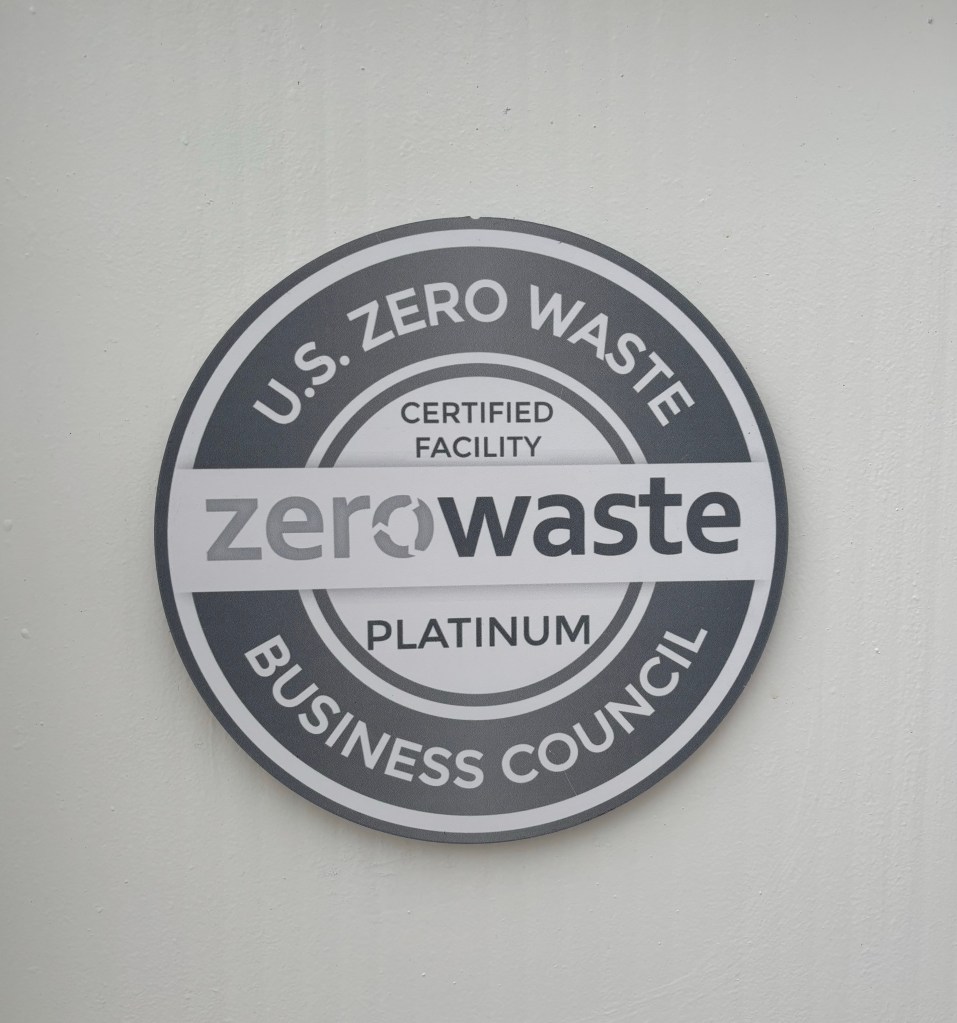 U.S. ZERO WASTE
CERTIFIED
FACILITY
zerowaste
PLATINUM
BUSINESS COUNCIL